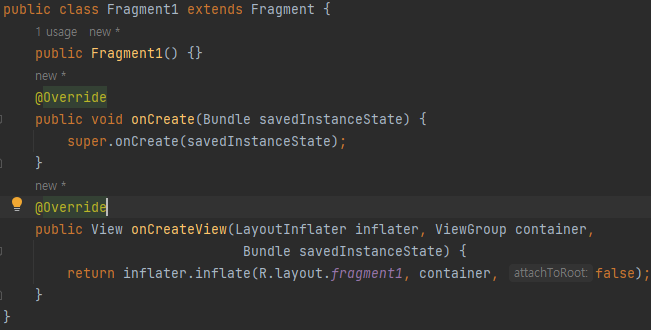 public class Fragment1 extends Fragment {
1 usage   new *
public Fragment1() {}
new *
@Override
public void onCreate(Bundle savedInstanceState) {
super.onCreate(savedInstanceState);
}
new *
@Override
public View onCreateView(LayoutInflater inflater, ViewGroup container,
Bundle savedInstanceState) {
return inflater.inflate(R.layout.fragment1, container, attachToRoot: false);
}
}